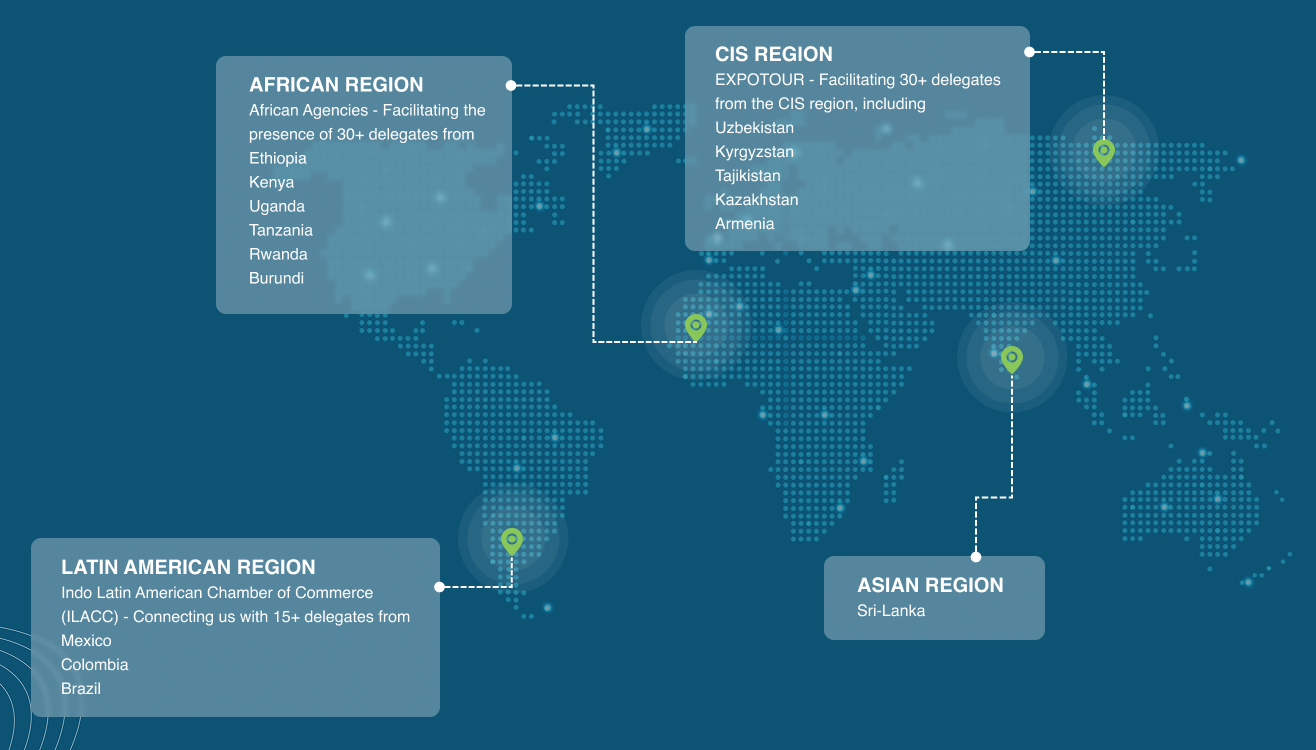 AFRICAN REGION
African Agencies - Facilitating the
presence of 30+ delegates from
Ethiopia
Kenya
Uganda
Tanzania
Rwanda
Burundi
CIS REGION
EXPOTOUR - Facilitating 30+ delegates
from the CIS region, including
Uzbekistan
Kyrgyzstan
Tajikistan
Kazakhstan
Armenia
LATIN AMERICAN REGION
Indo Latin American Chamber of Commerce
(ILACC) - Connecting us with 15+ delegates from
Mexico
Colombia
Brazil
ASIAN REGION
Sri-Lanka